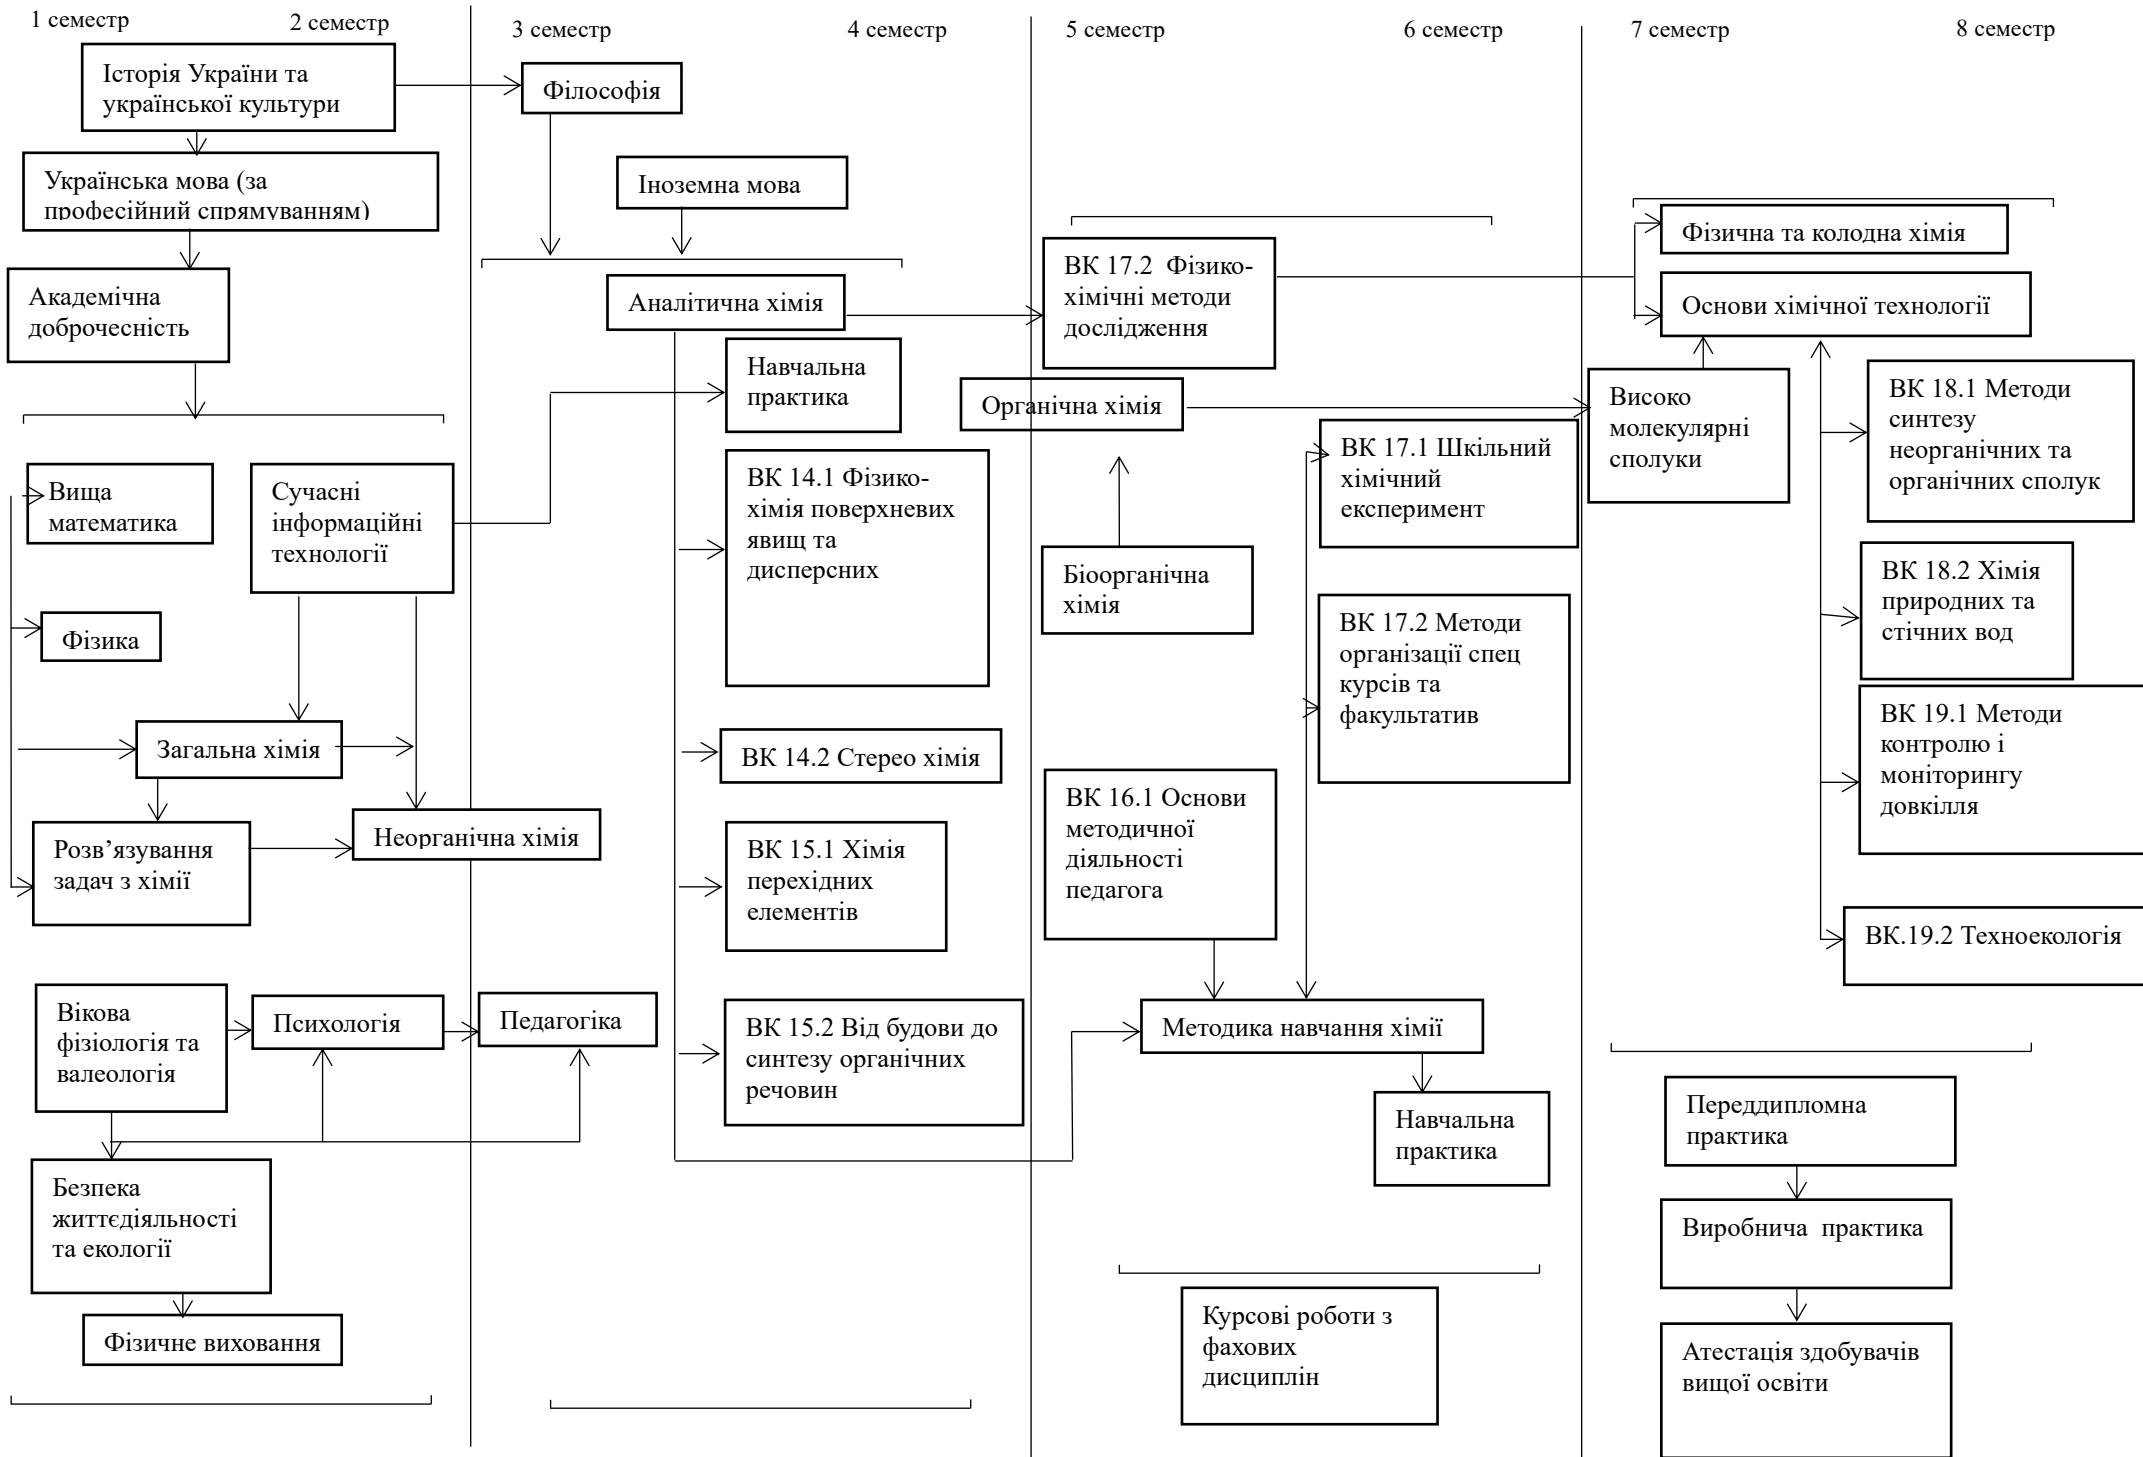 1 семестр
2 семестр
3 семестр
4 семестр
5 семестр
6 семестр
7 семестр
8 семестр
Історія України та
української культури
Українська мова (за
професійний спрямуванням)
Академічна
доброчесність
Вища
математика
Сучасні
інформаційні
технології
Фізика
Загальна хімія
Розв’язування
задач з хімії
Неорганічна хімія
Вікова
фізіологія та
валеологія
Психологія
Безпека
життєдіяльності
та екології
Фізичне виховання
Філософія
Іноземна мова
Аналітична хімія
Навчальна
практика
ВК 14.1 Фізико-
хімія поверхневих
явищ та
дисперсних
ВК 14.2 Стерео хімія
ВК 15.1 Хімія
перехідних
елементів
Педагогіка
ВК 15.2 Від будови до
синтезу органічних
речовин
ВК 17.2 Фізико-
хімічні методи
дослідження
Органічна хімія
Біоорганічна
хімія
ВК 17.1 Шкільний
хімічний
експеримент
ВК 17.2 Методи
організації спец
курсів та
факультатив
ВК 16.1 Основи
методичної
діяльності
педагога
Методика навчання хімії
Навчальна
практика
Курсові роботи з
фахових
дисциплін
Фізична та колодна хімія
Основи хімічної технології
Високо
молекулярні
сполуки
ВК 18.1 Методи
синтезу
неорганічних та
органічних сполук
ВК 18.2 Хімія
природних та
стічних вод
ВК 19.1 Методи
контролю і
моніторингу
довкілля
ВК.19.2 Техноекологія
Переддипломна
практика
Виробнича практика
Атестація здобувачів
вищої освіти